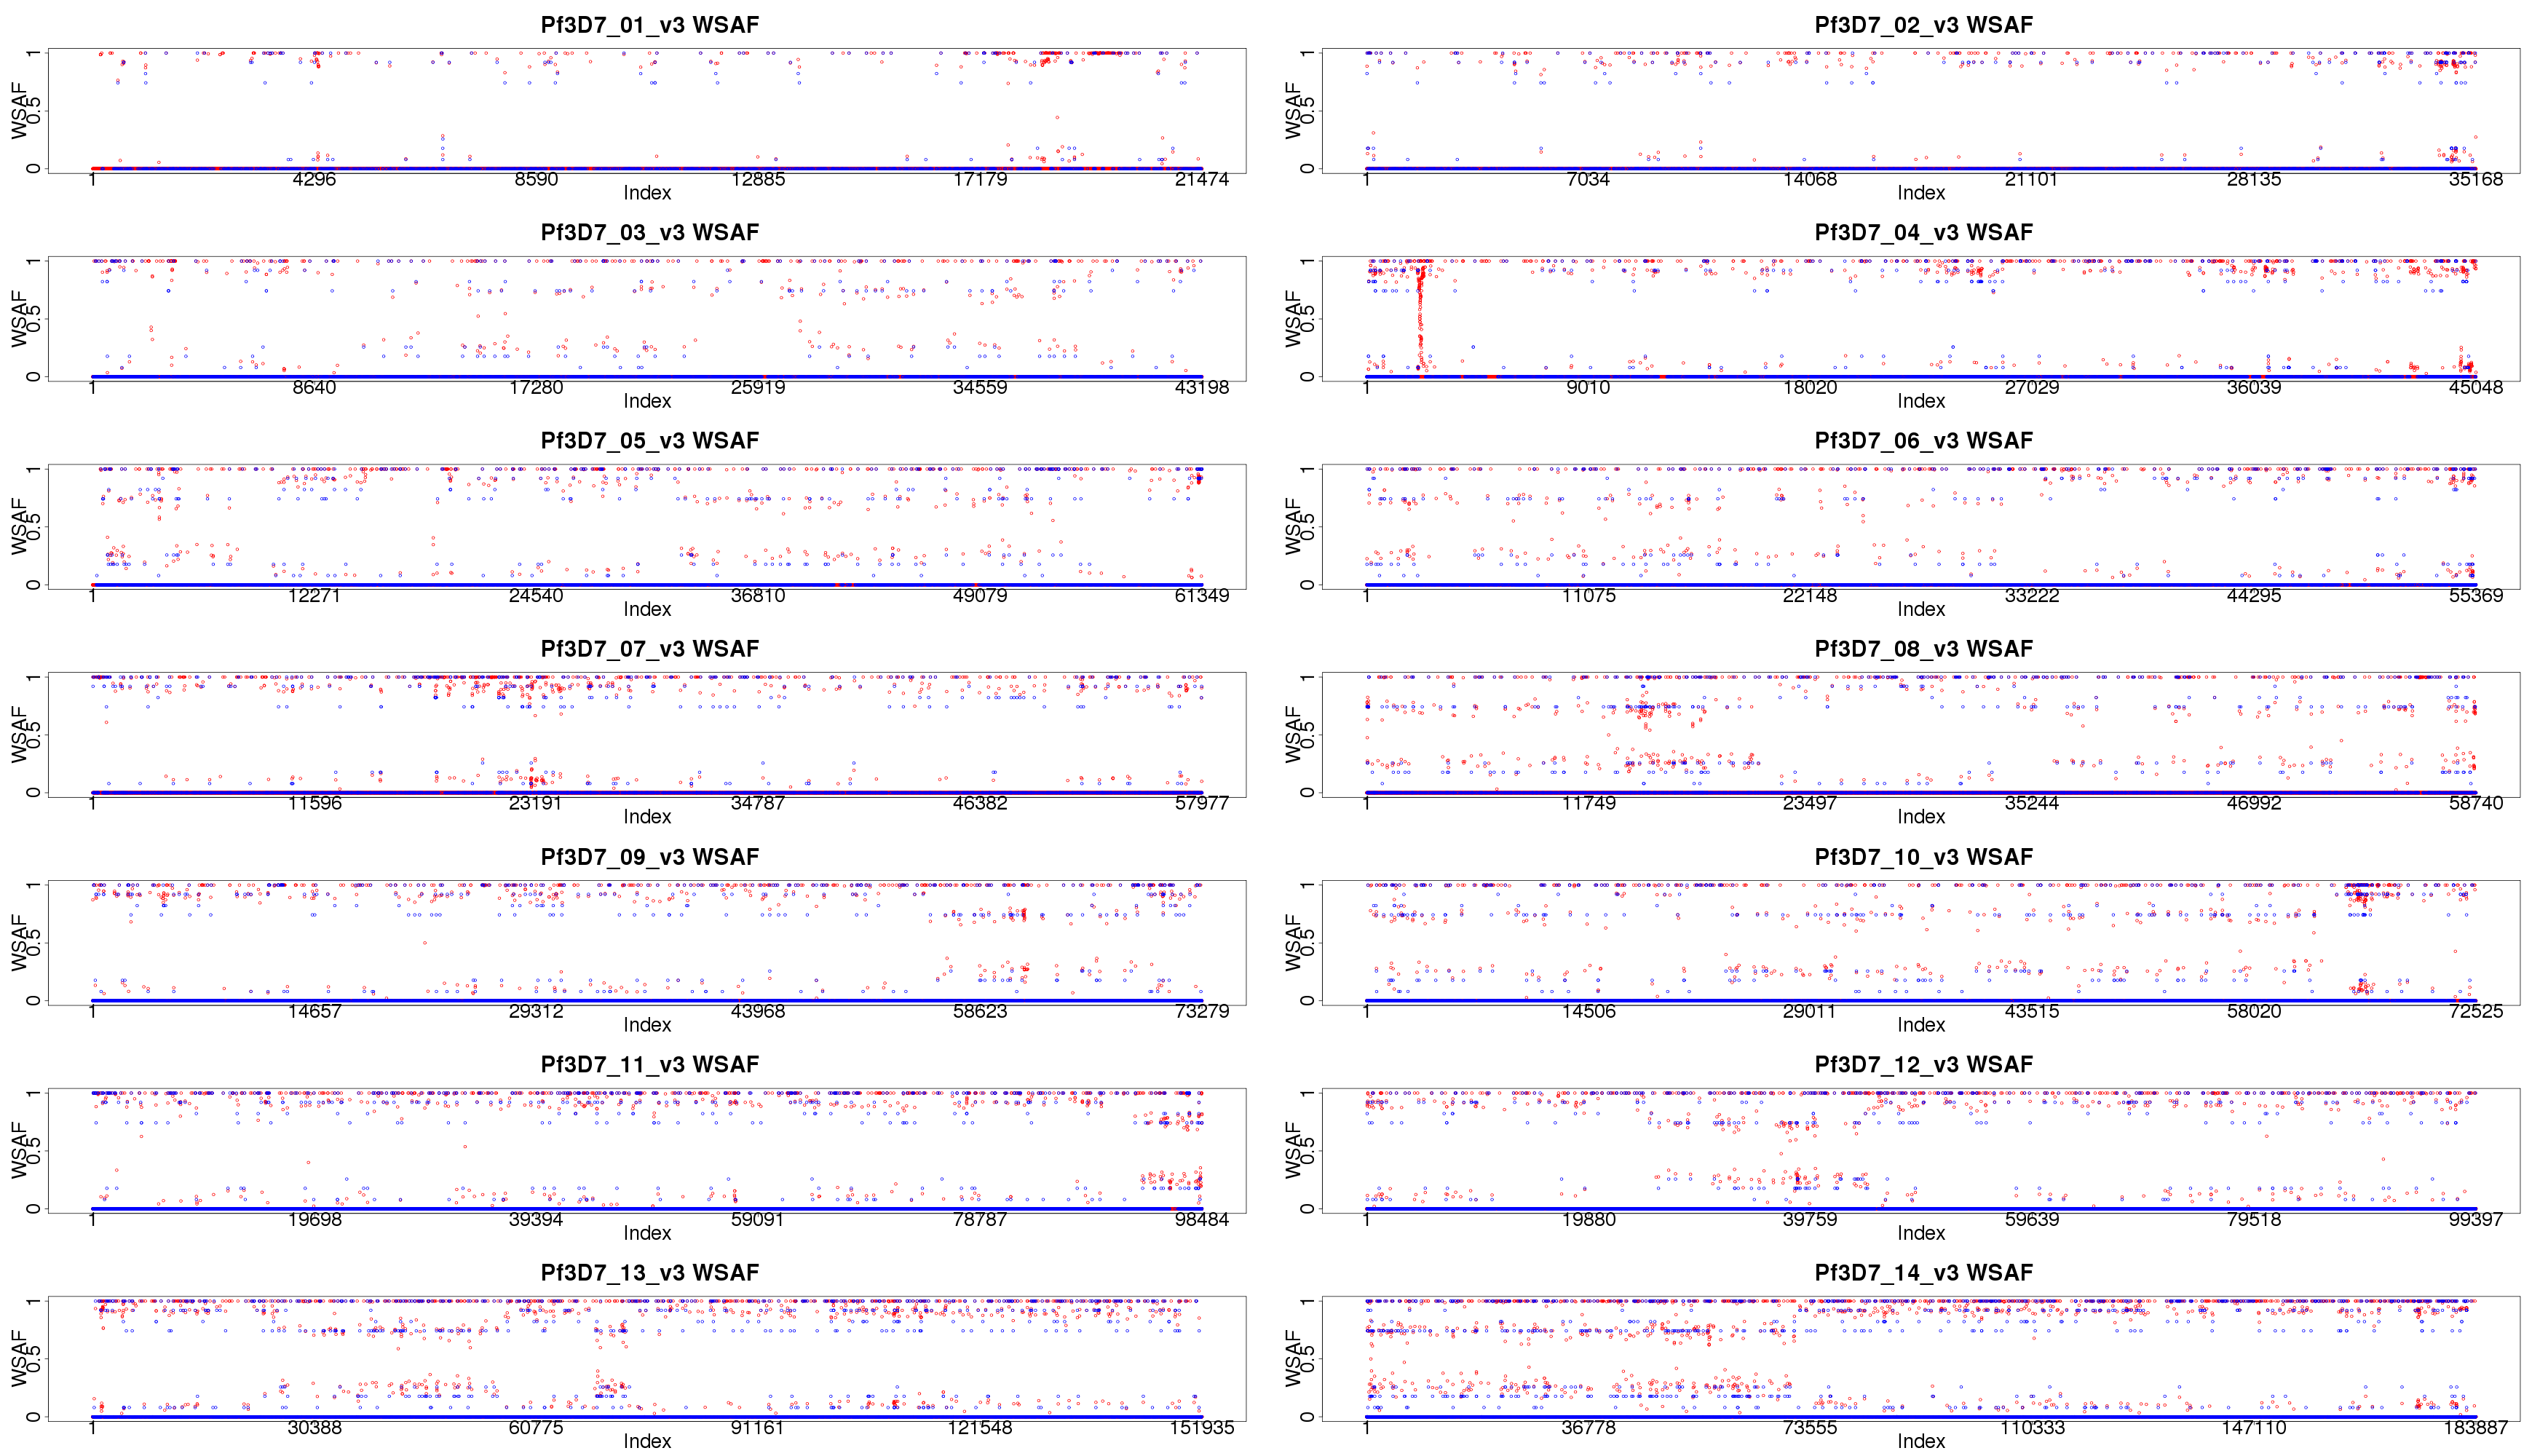 Pf3D7_01_v3 WSAF
WSAF
1
0.5
0
1 4296 8590 12885 17179 21474
Index
Pf3D7_02_v3 WSAF
WSAF
1
0.5
0
1 7034 14068 21101 28135 35168
Index
Pf3D7_03_v3 WSAF
WSAF
1
0.5
0
1 8640 17280 25919 34559 43198
Index
Pf3D7_04_v3 WSAF
WSAF
1
0.5
0
1 9010 18020 27029 36039 45048
Index
Pf3D7_05_v3 WSAF
WSAF
1
0.5
0
1 12271 24540 36810 49079 61349
Index
Pf3D7_06_v3 WSAF
WSAF
1
0.5
0
1 11075 22148 33222 44295 55369
Index
Pf3D7_07_v3 WSAF
WSAF
1
0.5
0
1 11596 23191 34787 46382 57977
Index
Pf3D7_08_v3 WSAF
WSAF
1
0.5
0
1 11749 23497 35244 46992 58740
Index
Pf3D7_09_v3 WSAF
WSAF
1
0.5
0
1 14657 29312 43968 58623 73279
Index
Pf3D7_10_v3 WSAF
WSAF
1
0.5
0
1 14506 29011 43515 58020 72525
Index
Pf3D7_11_v3 WSAF
WSAF
1
0.5
0
1 19698 39394 59091 78787 98484
Index
Pf3D7_12_v3 WSAF
WSAF
1
0.5
0
1 19880 39759 59639 79518 99397
Index
Pf3D7_13_v3 WSAF
WSAF
1
0.5
0
1 30388 60775 91161 121548 151935
Index
Pf3D7_14_v3 WSAF
WSAF
1
0.5
0
1 36778 73555 110333 147110 183887
Index